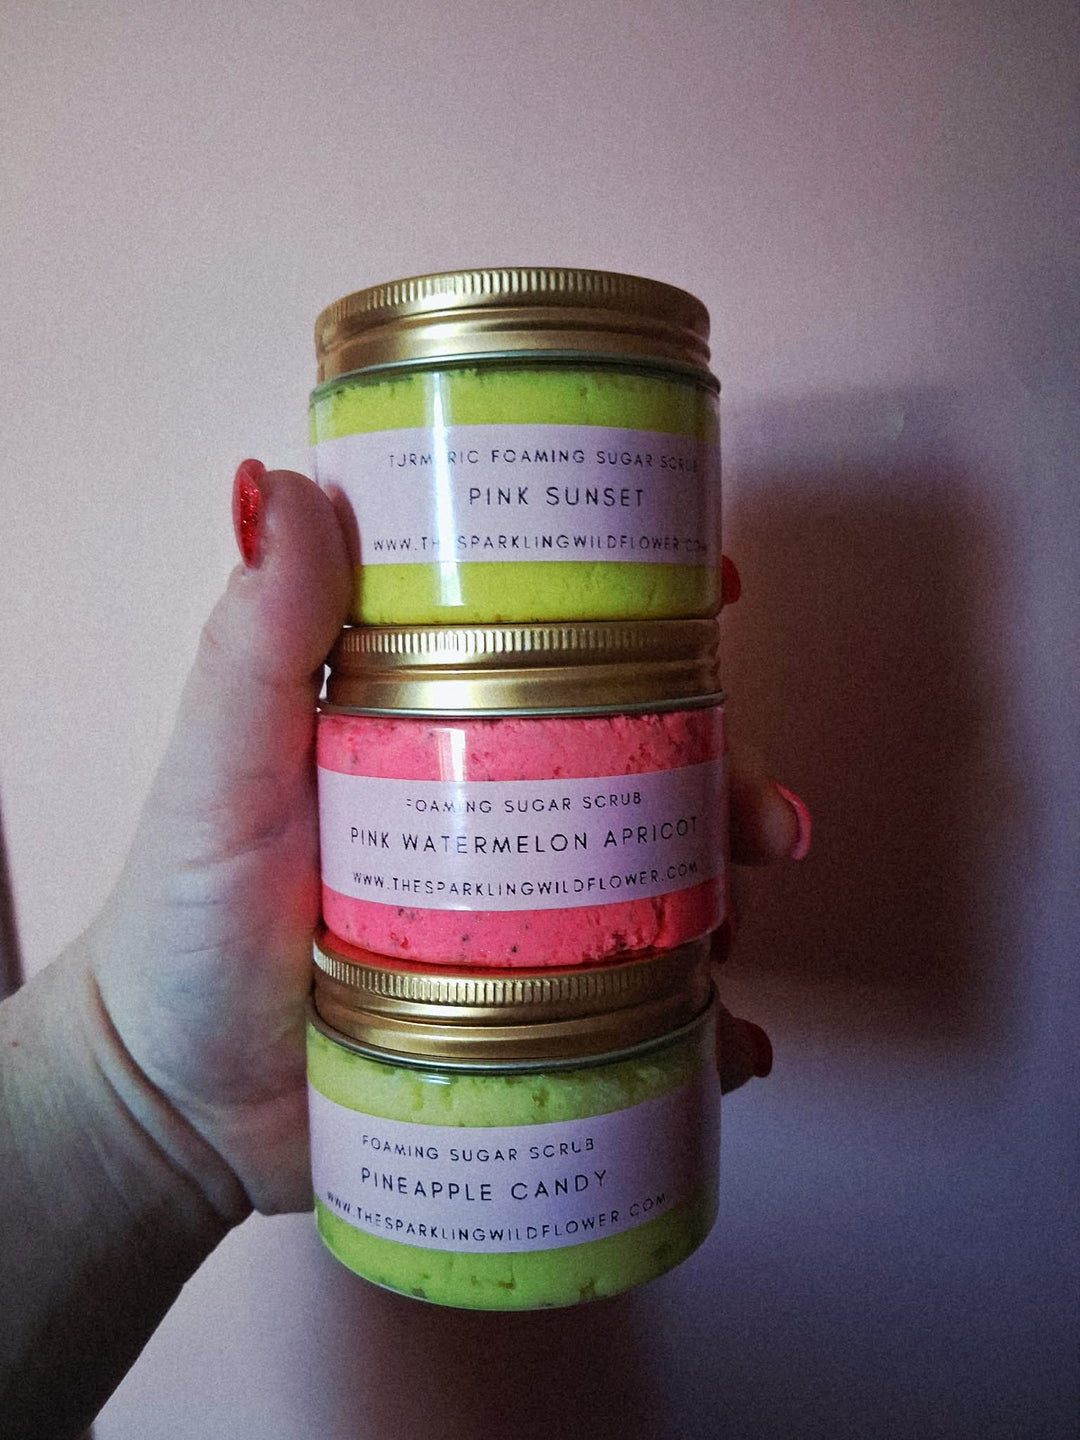 TURMERIC FOAMING SUGAR SCRUB
PINK SUNSET
WWW.THESPARKLINGWILDFLOWER.COM
FOAMING SUGAR SCRUB
PINK WATERMELON APRICOT
WWW.THESPARKLINGWILDFLOWER.COM
FOAMING SUGAR SCRUB
PINEAPPLE CANDY
WWW.THESPARKLINGWILDFLOWER.COM